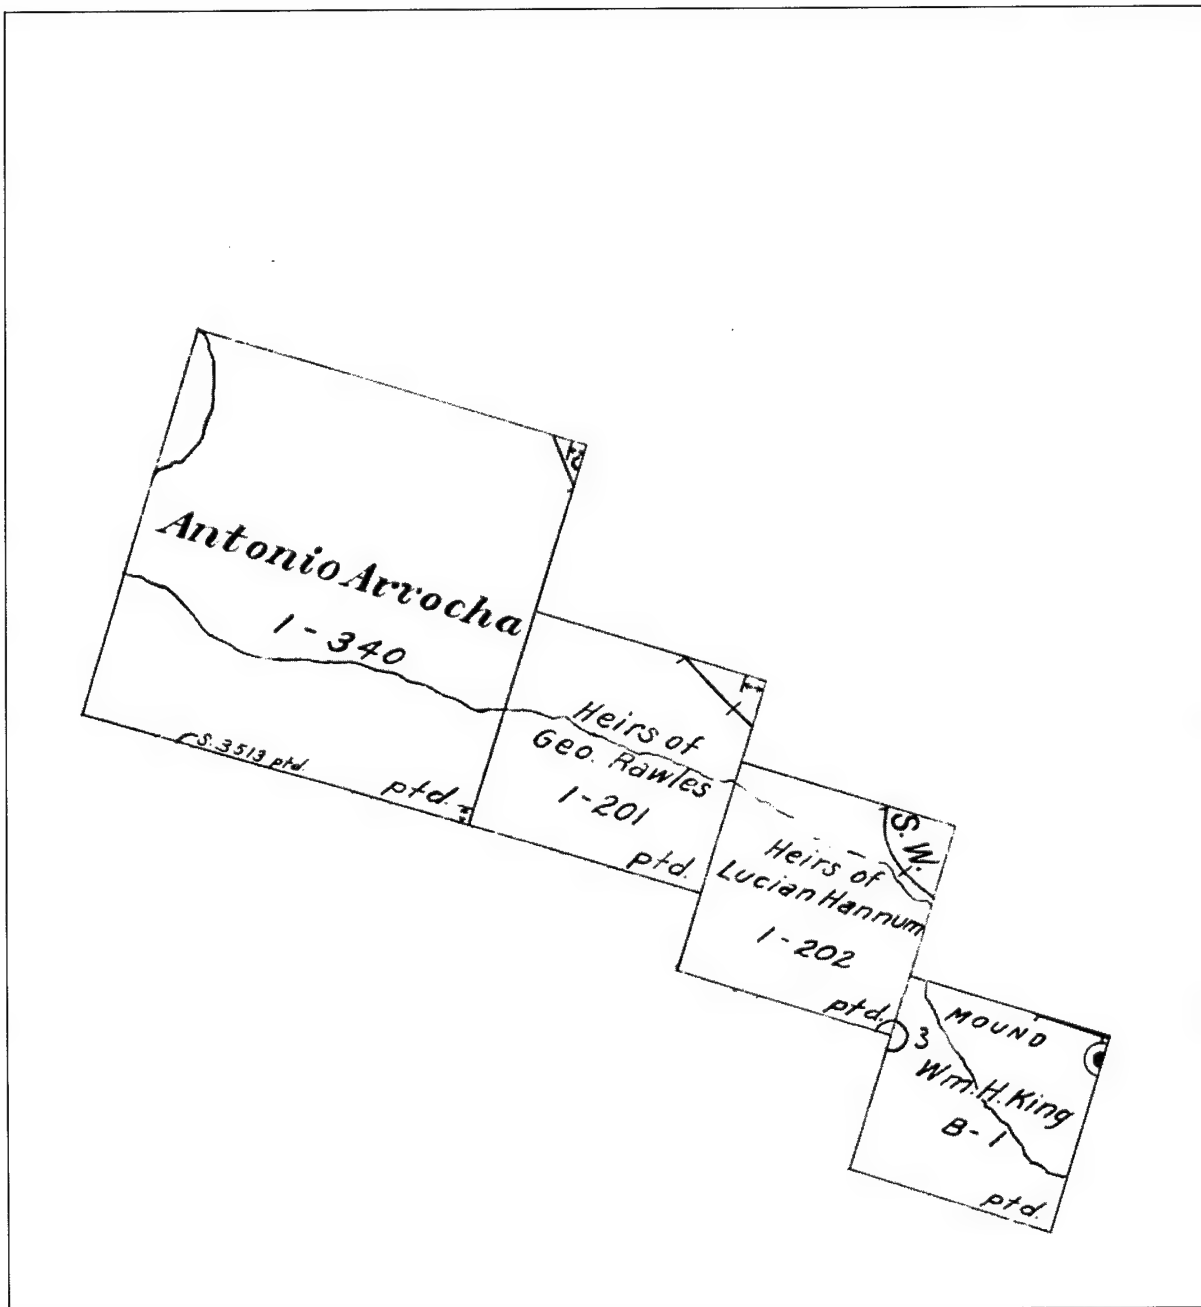 Antonio Arrocha
1-340
S. 3513 ptd.
ptd.
Heirs of
Geo. Rawles
1-201
ptd.
S.W.
Heirs of
Lucian Hannum
1-202
ptd.
MOUND
3
Wm. H. King
B-1
ptd.